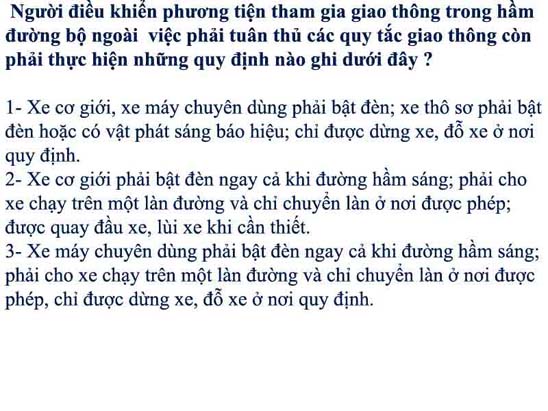 Người điều khiển phương tiện tham gia giao thông trong hầm
đường bộ ngoài việc phải tuân thủ các quy tắc giao thông còn
phải thực hiện những quy định nào ghi dưới đây ?
1- Xe cơ giới, xe máy chuyên dùng phải bật đèn; xe thô sơ phải bật
đèn hoặc có vật phát sáng báo hiệu; chỉ được dừng xe, đỗ xe ở nơi
quy định.
2- Xe cơ giới phải bật đèn ngay cả khi đường hầm sáng; phải cho
xe chạy trên một làn đường và chỉ chuyển làn ở nơi được phép;
được quay đầu xe, lùi xe khi cần thiết.
3- Xe máy chuyên dùng phải bật đèn ngay cả khi đường hầm sáng;
phải cho xe chạy trên một làn đường và chỉ chuyển làn ở nơi được
phép, chỉ được dừng xe, đỗ xe ở nơi quy định.